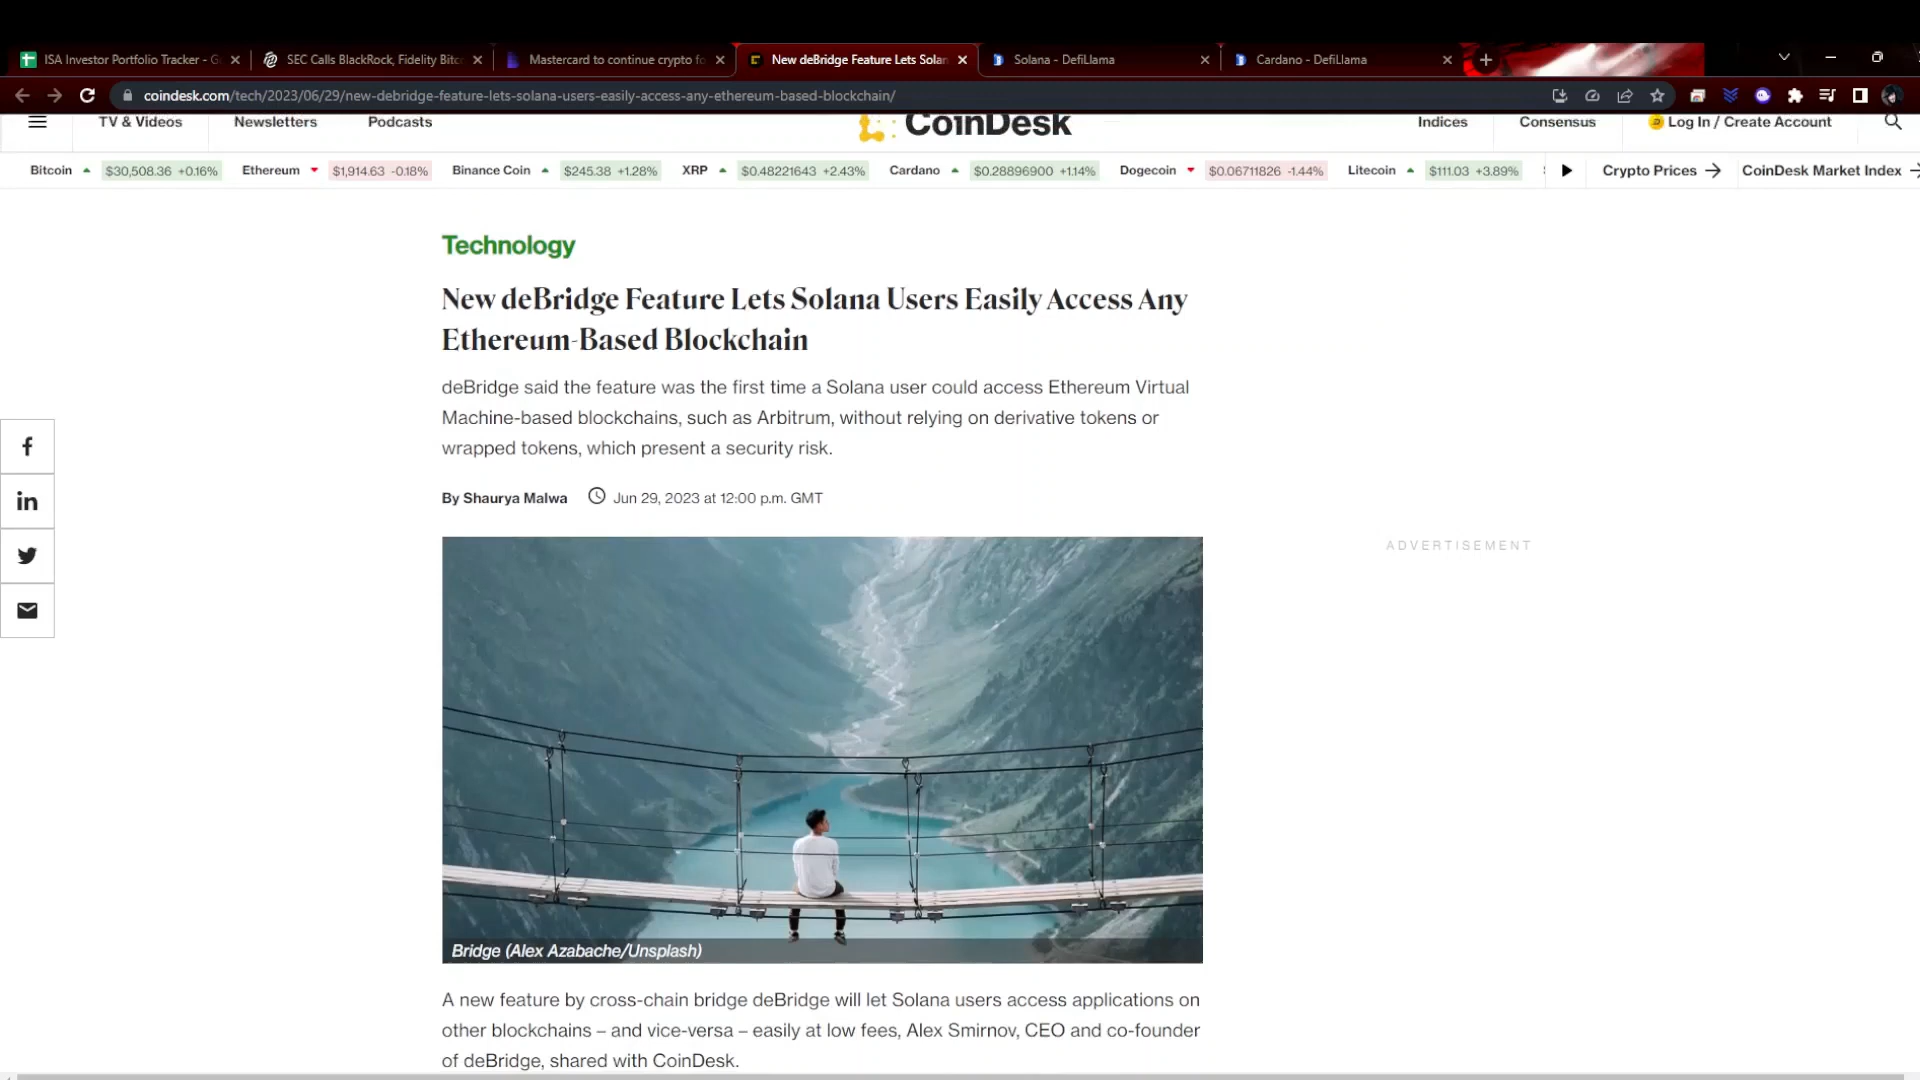 ISA Investor Portfolio Tracker - G
SEC Calls BlackRock, Fidelity Bitc
Mastercard to continue crypto fo
New deBridge Feature Lets Solan
Solana - DefiLlama
Cardano - DefiLlama
coindesk.com/tech/2023/06/29/new-debridge-feature-lets-solana-users-easily-access-any-ethereum-based-blockchain/
TV & Videos Newsletters Podcasts CoinDesk Indices Consensus Log In / Create Account
Bitcoin $30,508.36 +0.16% Ethereum $1,914.63 -0.18% Binance Coin $245.38 +1.28% XRP $0.48221643 +2.43% Cardano $0.28896900 +1.14% Dogecoin $0.06711826 -1.44% Litecoin $111.03 +3.89% Crypto Prices CoinDesk Market Index
Technology
New deBridge Feature Lets Solana Users Easily Access Any
Ethereum-Based Blockchain
deBridge said the feature was the first time a Solana user could access Ethereum Virtual
Machine-based blockchains, such as Arbitrum, without relying on derivative tokens or
wrapped tokens, which present a security risk.
By Shaurya Malwa Jun 29, 2023 at 12:00 p.m. GMT
ADVERTISEMENT
Bridge (Alex Azabache/Unsplash)
A new feature by cross-chain bridge deBridge will let Solana users access applications on
other blockchains – and vice-versa – easily at low fees, Alex Smirnov, CEO and co-founder
of deBridge, shared with CoinDesk.